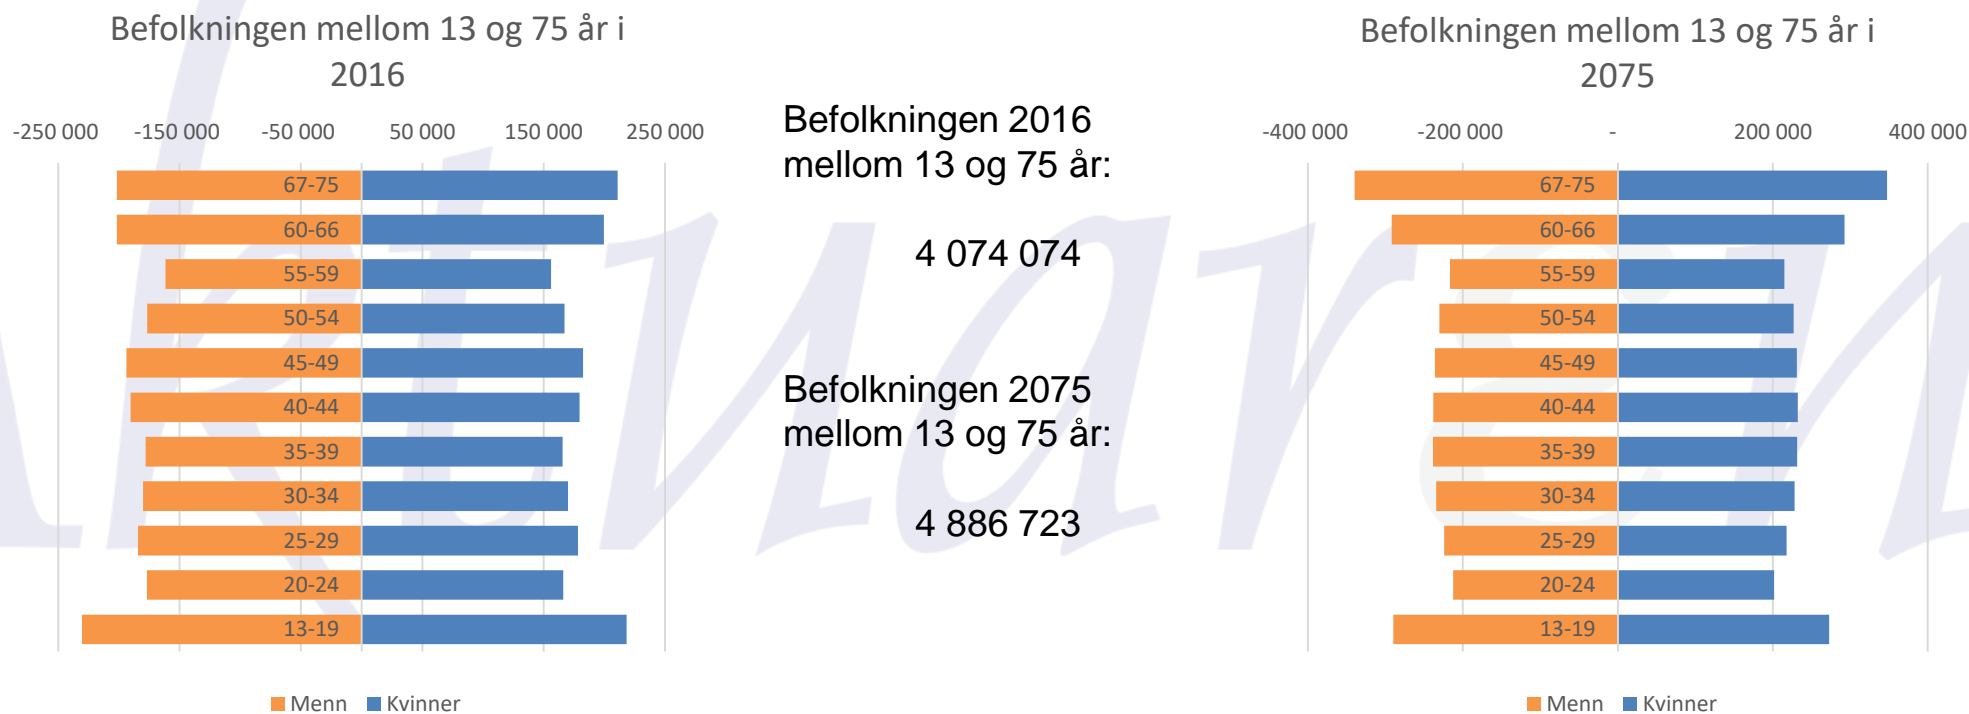 Befolkningen mellom 13 og 75 år i
2016
-250 000 -150 000 -50 000 50 000 150 000 250 000
67-75
60-66
55-59
50-54
45-49
40-44
35-39
30-34
25-29
20-24
13-19
Menn Kvinner
Befolkningen 2016
mellom 13 og 75 år:
4 074 074
Befolkningen 2075
mellom 13 og 75 år:
4 886 723
Befolkningen mellom 13 og 75 år i
2075
-400 000 -200 000 - 200 000 400 000
67-75
60-66
55-59
50-54
45-49
40-44
35-39
30-34
25-29
20-24
13-19
Menn Kvinner